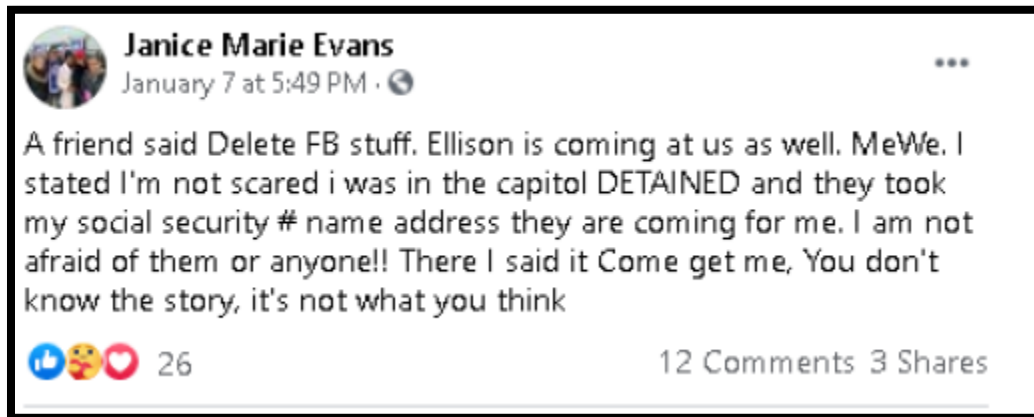 Janice Marie Evans
January 7 at 5:49 PM ·
A friend said Delete FB stuff. Ellison is coming at us as well. MeWe. I
stated I'm not scared i was in the capitol DETAINED and they took
my social security # name address they are coming for me. I am not
afraid of them or anyone!! There I said it Come get me, You don't
know the story, it's not what you think
26
12 Comments 3 Shares